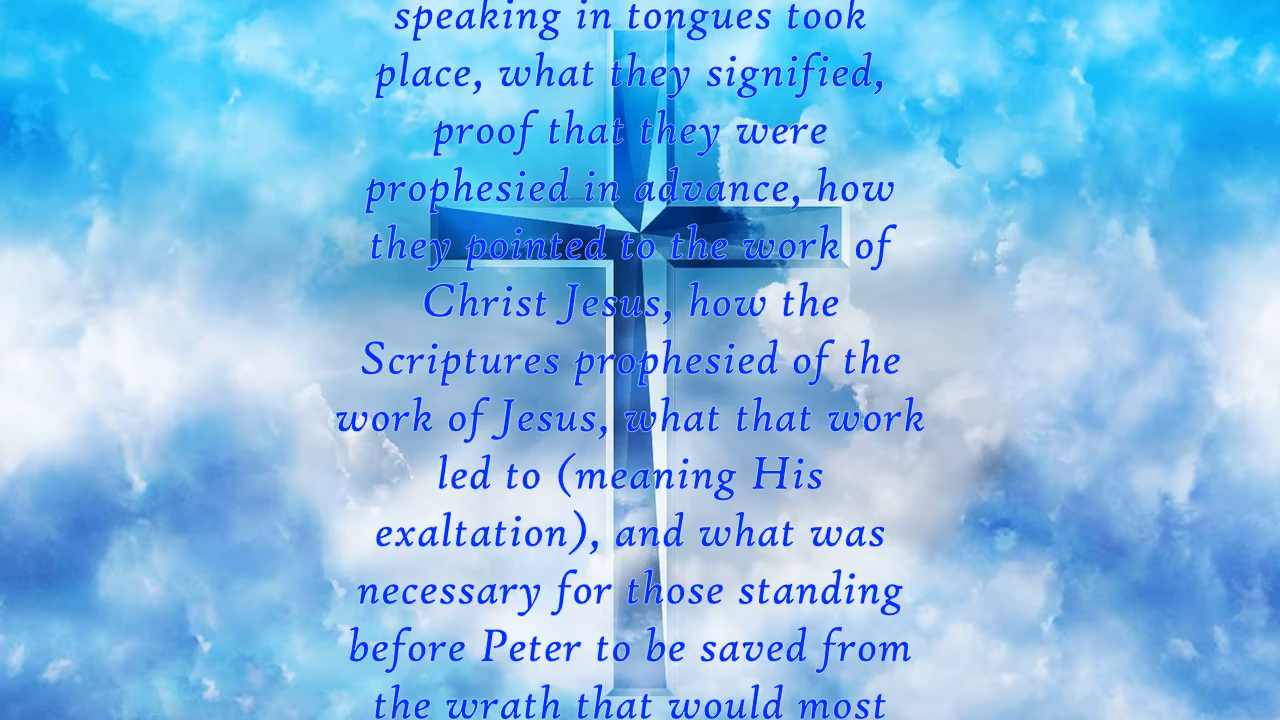 speaking in tongues took
place, what they signified,
proof that they were
prophesied in advance, how
they pointed to the work of
Christ Jesus, how the
Scriptures prophesied of the
work of Jesus, what that work
led to (meaning His
exaltation), and what was
necessary for those standing
before Peter to be saved from
the wrath that would most